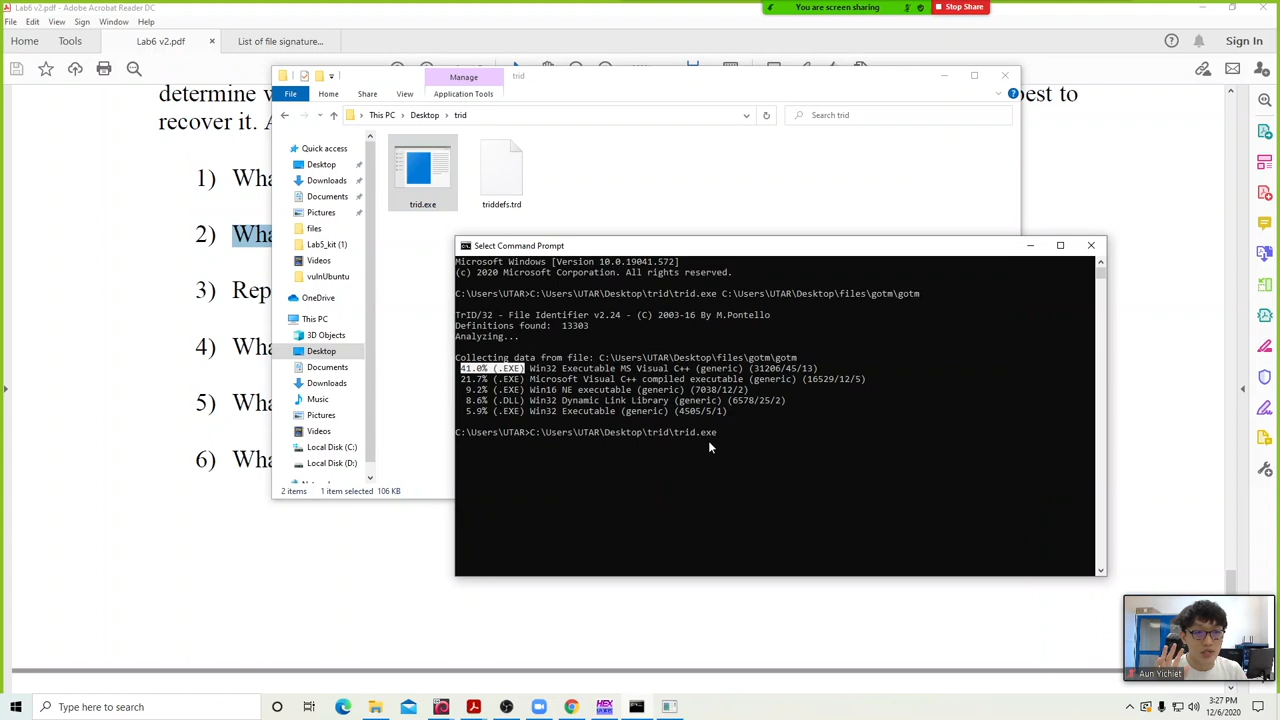 Lab6 v2.pdf - Adobe Acrobat Reader DC
You are screen sharing
Stop Share
File Edit View Sign Window Help
Home Tools Lab6 v2.pdf List of file signature... Sign In
determine w
est to
recover it. A
1) Wha
2) Wha
3) Rep
4) Wha
5) Wha
6) Wha
Manage trid
File Home Share View Application Tools
This PC Desktop trid
Search trid
Quick access
Desktop
Downloads
Documents
Pictures
files
Lab5_kit (1)
Videos
vulnUbuntu
OneDrive
This PC
3D Objects
Desktop
Documents
Downloads
Music
Pictures
Videos
Local Disk (C:)
Local Disk (D:)
trid.exe
triddefs.trd
2 items 1 item selected 106 KB
Select Command Prompt
Microsoft Windows [Version 10.0.19041.572]
(c) 2020 Microsoft Corporation. All rights reserved.
C:\Users\UTAR>C:\Users\UTAR\Desktop\trid\trid.exe C:\Users\UTAR\Desktop\files\gotm\gotm
TrID/32 - File Identifier v2.24 - (C) 2003-16 By M.Pontello
Definitions found: 13303
Analyzing...
Collecting data from file: C:\Users\UTAR\Desktop\files\gotm\gotm
41.0% (.EXE) Win32 Executable MS Visual C++ (generic) (31206/45/13)
21.7% (.EXE) Microsoft Visual C++ compiled executable (generic) (16529/12/5)
9.2% (.EXE) Win16 NE executable (generic) (7038/12/2)
8.6% (.DLL) Win32 Dynamic Link Library (generic) (6578/25/2)
5.9% (.EXE) Win32 Executable (generic) (4505/5/1)
C:\Users\UTAR>C:\Users\UTAR\Desktop\trid\trid.exe
Aun Yichiet
Type here to search
HEX
3:27 PM
12/6/2020